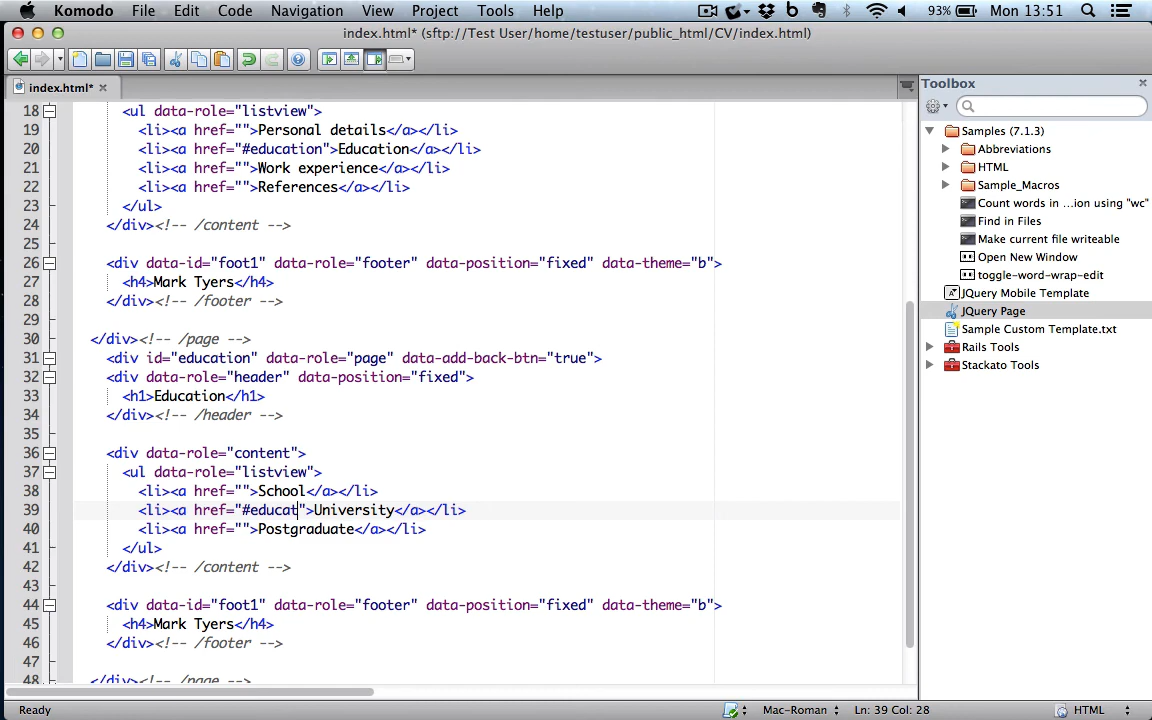 Komodo File Edit Code Navigation View Project Tools Help 93% Mon 13:51
index.html* (sftp://Test User/home/testuser/public_html/CV/index.html)
index.html*
18 <ul data-role="listview">
19 <li><a href="">Personal details</a></li>
20 <li><a href="#education">Education</a></li>
21 <li><a href="">Work experience</a></li>
22 <li><a href="">References</a></li>
23 </ul>
24 </div><!-- /content -->
25
26 <div data-id="foot1" data-role="footer" data-position="fixed" data-theme="b">
27 <h4>Mark Tyers</h4>
28 </div><!-- /footer -->
29
30 </div><!-- /page -->
31 <div id="education" data-role="page" data-add-back-btn="true">
32 <div data-role="header" data-position="fixed">
33 <h1>Education</h1>
34 </div><!-- /header -->
35
36 <div data-role="content">
37 <ul data-role="listview">
38 <li><a href="">School</a></li>
39 <li><a href="#educat">University</a></li>
40 <li><a href="">Postgraduate</a></li>
41 </ul>
42 </div><!-- /content -->
43
44 <div data-id="foot1" data-role="footer" data-position="fixed" data-theme="b">
45 <h4>Mark Tyers</h4>
46 </div><!-- /footer -->
47
48 </div><!-- /page -->
Toolbox
Samples (7.1.3)
Abbreviations
HTML
Sample_Macros
Count words in ...ion using "wc"
Find in Files
Make current file writeable
Open New Window
toggle-word-wrap-edit
JQuery Mobile Template
JQuery Page
Sample Custom Template.txt
Rails Tools
Stackato Tools
Ready Mac-Roman Ln: 39 Col: 28 HTML